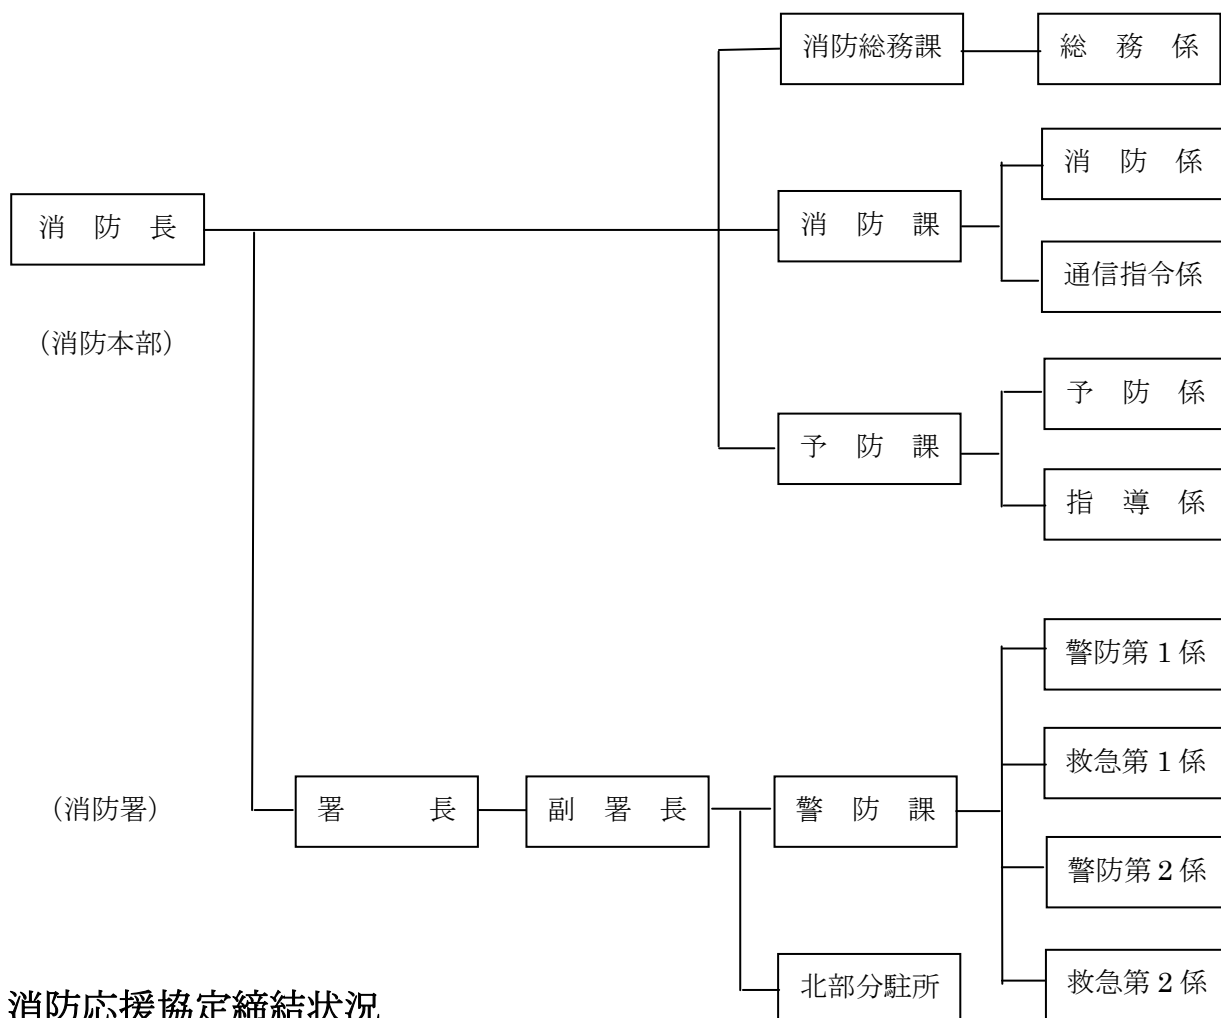 消防総務課
総　務　係
消　防　係
消　防　長
消　防　課
通信指令係
（消防本部）
予　防　係
予　防　課
指　導　係
警防第１係
救急第１係
（消防署）
署　　　長
副　署　長
警　防　課
警防第２係
北部分駐所
救急第２係
消防応援協定締結状況